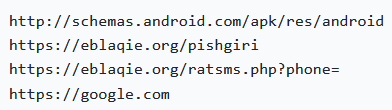 http://schemas.android.com/apk/res/android
https://eblaqie.org/pishgiri
https://eblaqie.org/ratsms.php?phone=
https://google.com